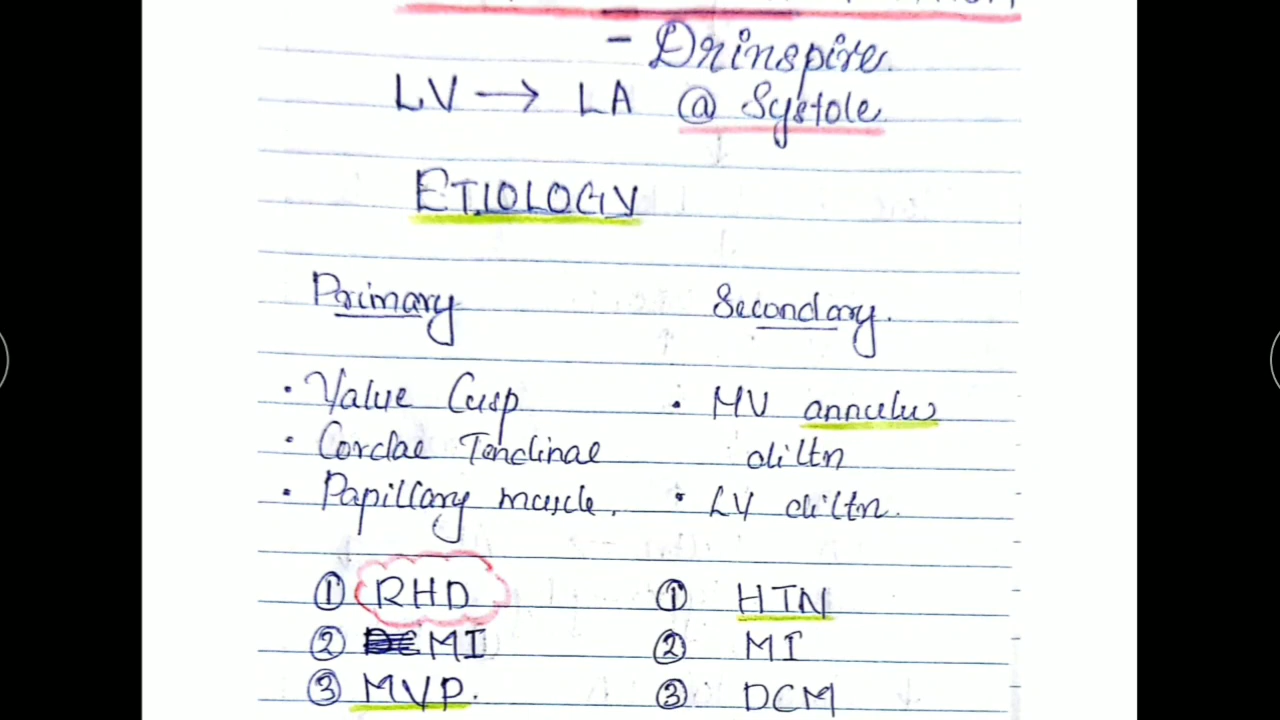 - Drinspire.
LV → LA @ Systole
ETIOLOGY
Primary Secondary.
· Valve Cusp · MV annulus
· Cordae Tendinae diltn
· Papillary muscle. · LV diltn.
① RHD ① HTN
② MI ② MI
③ MVP. ③ DCM